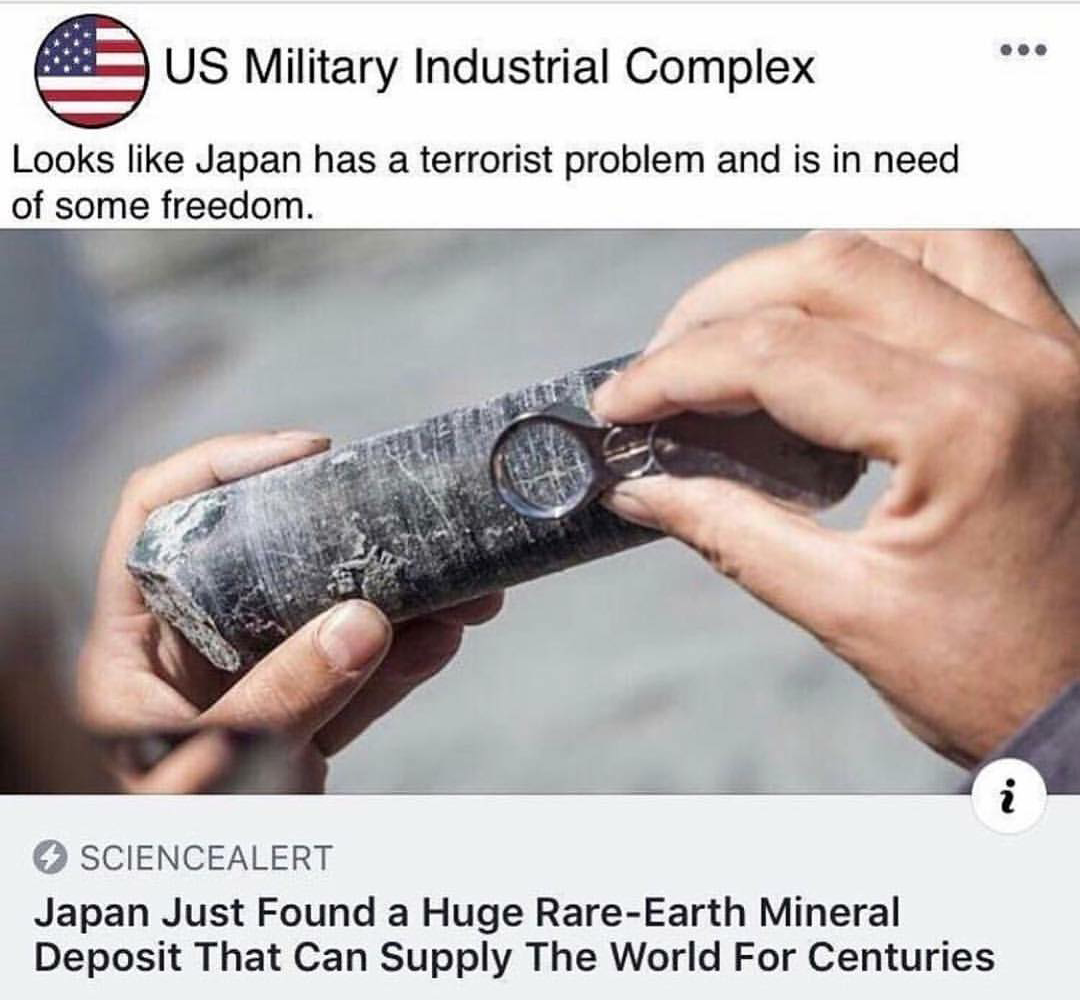 US Military Industrial Complex
Looks like Japan has a terrorist problem and is in need
of some freedom.
i
SCIENCEALERT
Japan Just Found a Huge Rare-Earth Mineral
Deposit That Can Supply The World For Centuries